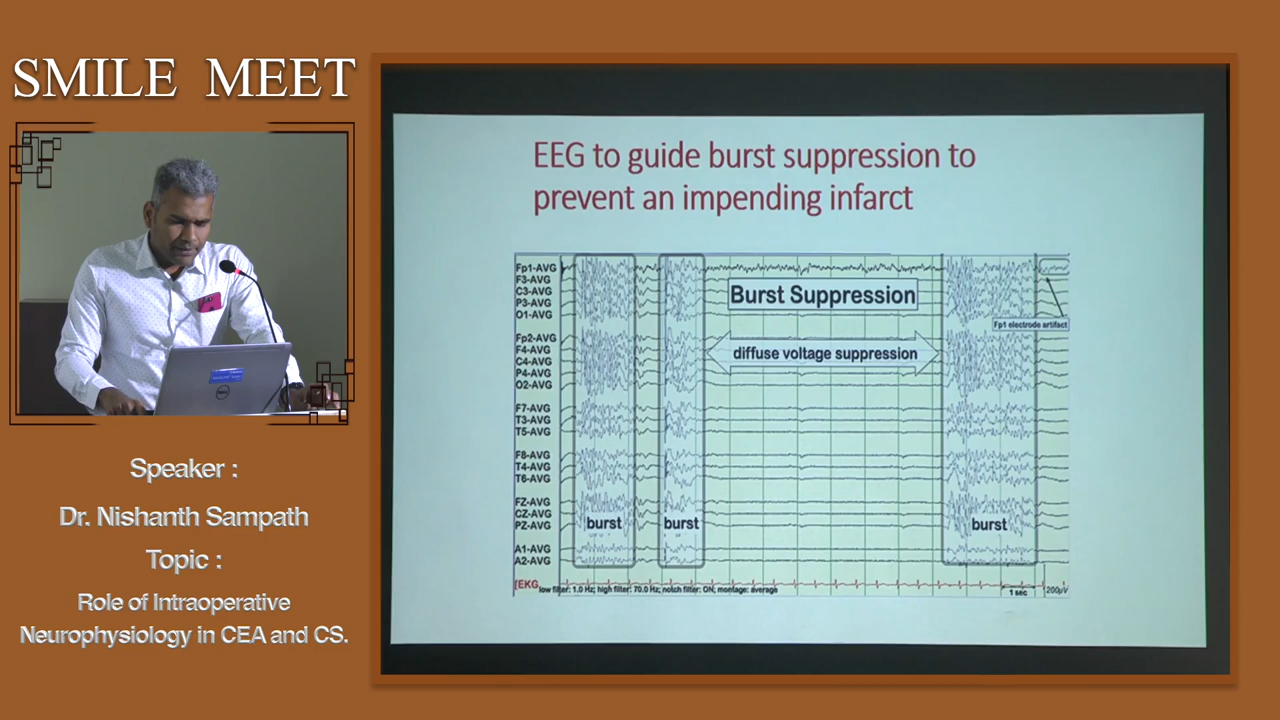 SMILE MEET
Speaker :
Dr. Nishanth Sampath
Topic :
Role of Intraoperative
Neurophysiology in CEA and CS.
EEG to guide burst suppression to
prevent an impending infarct
Fp1-AVG
F3-AVG
C3-AVG
P3-AVG
O1-AVG
Fp2-AVG
F4-AVG
C4-AVG
P4-AVG
O2-AVG
F7-AVG
T3-AVG
T5-AVG
F8-AVG
T4-AVG
T6-AVG
FZ-AVG
CZ-AVG
PZ-AVG
A1-AVG
A2-AVG
[EKG
Burst Suppression
Fp1 electrode artifact
diffuse voltage suppression
burst
burst
burst
low filter: 1.0 Hz; high filter: 70.0 Hz; notch filter: ON; montage: average
1 sec
200µV
DELL